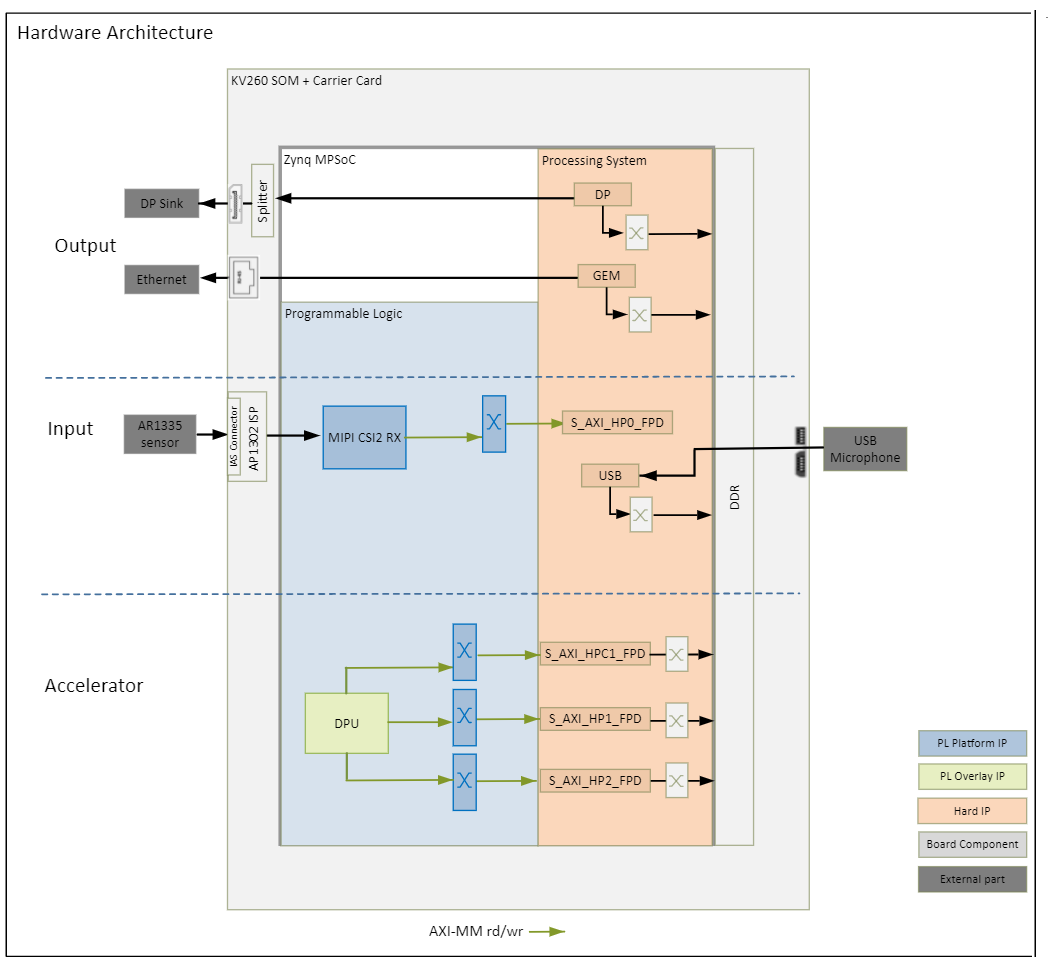 Hardware Architecture
KV260 SOM + Carrier Card
Zynq MPSoC
Processing System
DP Sink
Splitter
DP
Output
Ethernet
RJ-45
GEM
Programmable Logic
Input
AR1335
sensor
IAS Connector
AP1302 ISP
MIPI CSI2 RX
S_AXI_HP0_FPD
USB
Microphone
USB
DDR
Accelerator
DPU
S_AXI_HPC1_FPD
S_AXI_HP1_FPD
S_AXI_HP2_FPD
PL Platform IP
PL Overlay IP
Hard IP
Board Component
External part
AXI-MM rd/wr